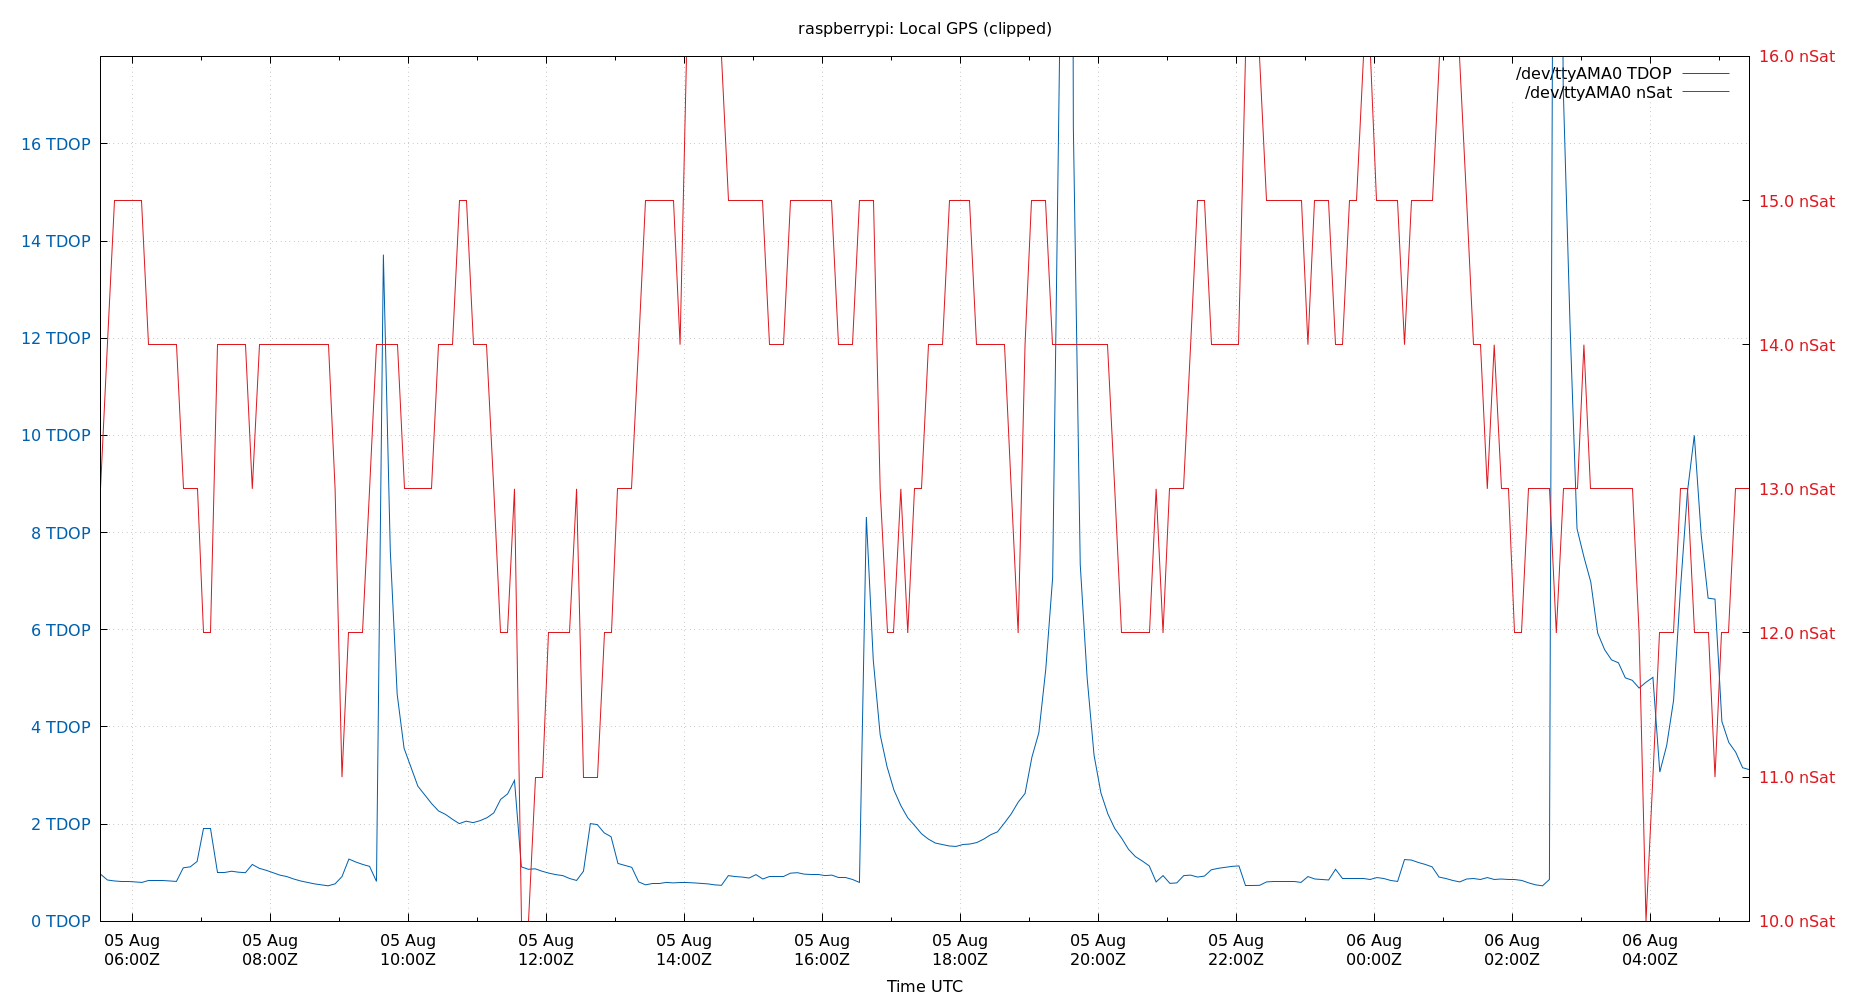 raspberrypi: Local GPS (clipped)
/dev/ttyAMA0 TDOP
/dev/ttyAMA0 nSat
16 TDOP
14 TDOP
12 TDOP
10 TDOP
8 TDOP
6 TDOP
4 TDOP
2 TDOP
0 TDOP
16.0 nSat
15.0 nSat
14.0 nSat
13.0 nSat
12.0 nSat
11.0 nSat
10.0 nSat
05 Aug
06:00Z
05 Aug
08:00Z
05 Aug
10:00Z
05 Aug
12:00Z
05 Aug
14:00Z
05 Aug
16:00Z
05 Aug
18:00Z
05 Aug
20:00Z
05 Aug
22:00Z
06 Aug
00:00Z
06 Aug
02:00Z
06 Aug
04:00Z
Time UTC